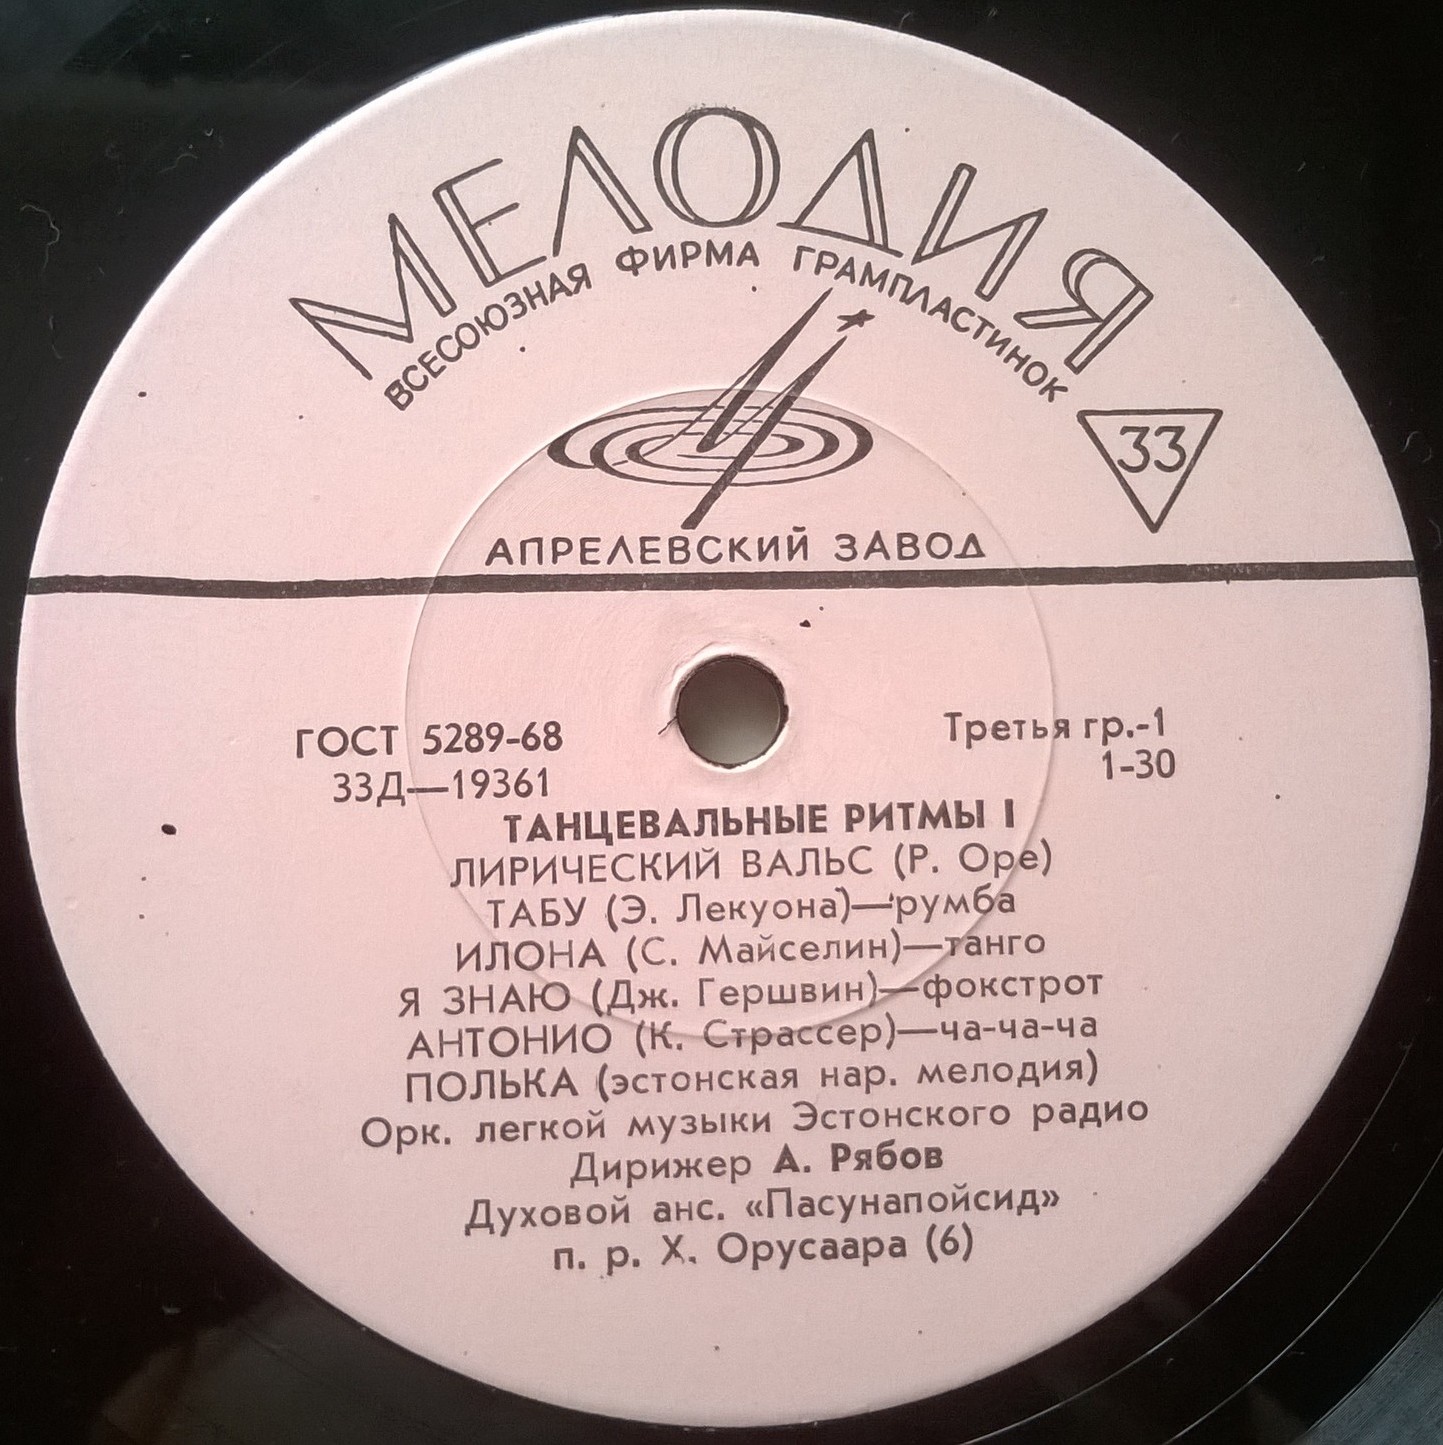 МЕЛОДИЯ
ВСЕСОЮЗНАЯ ФИРМА ГРАМПЛАСТИНОК
33
АПРЕЛЕВСКИЙ ЗАВОД
ГОСТ 5289-68
33Д—19361
Третья гр.-1
1-30
ТАНЦЕВАЛЬНЫЕ РИТМЫ I
ЛИРИЧЕСКИЙ ВАЛЬС (Р. Оре)
ТАБУ (Э. Лекуона)—румба
ИЛОНА (С. Майселин)—танго
Я ЗНАЮ (Дж. Гершвин)—фокстрот
АНТОНИО (К. Страссер)—ча-ча-ча
ПОЛЬКА (эстонская нар. мелодия)
Орк. легкой музыки Эстонского радио
Дирижер А. Рябов
Духовой анс. «Пасунапойсид»
п. р. Х. Орусаара (6)